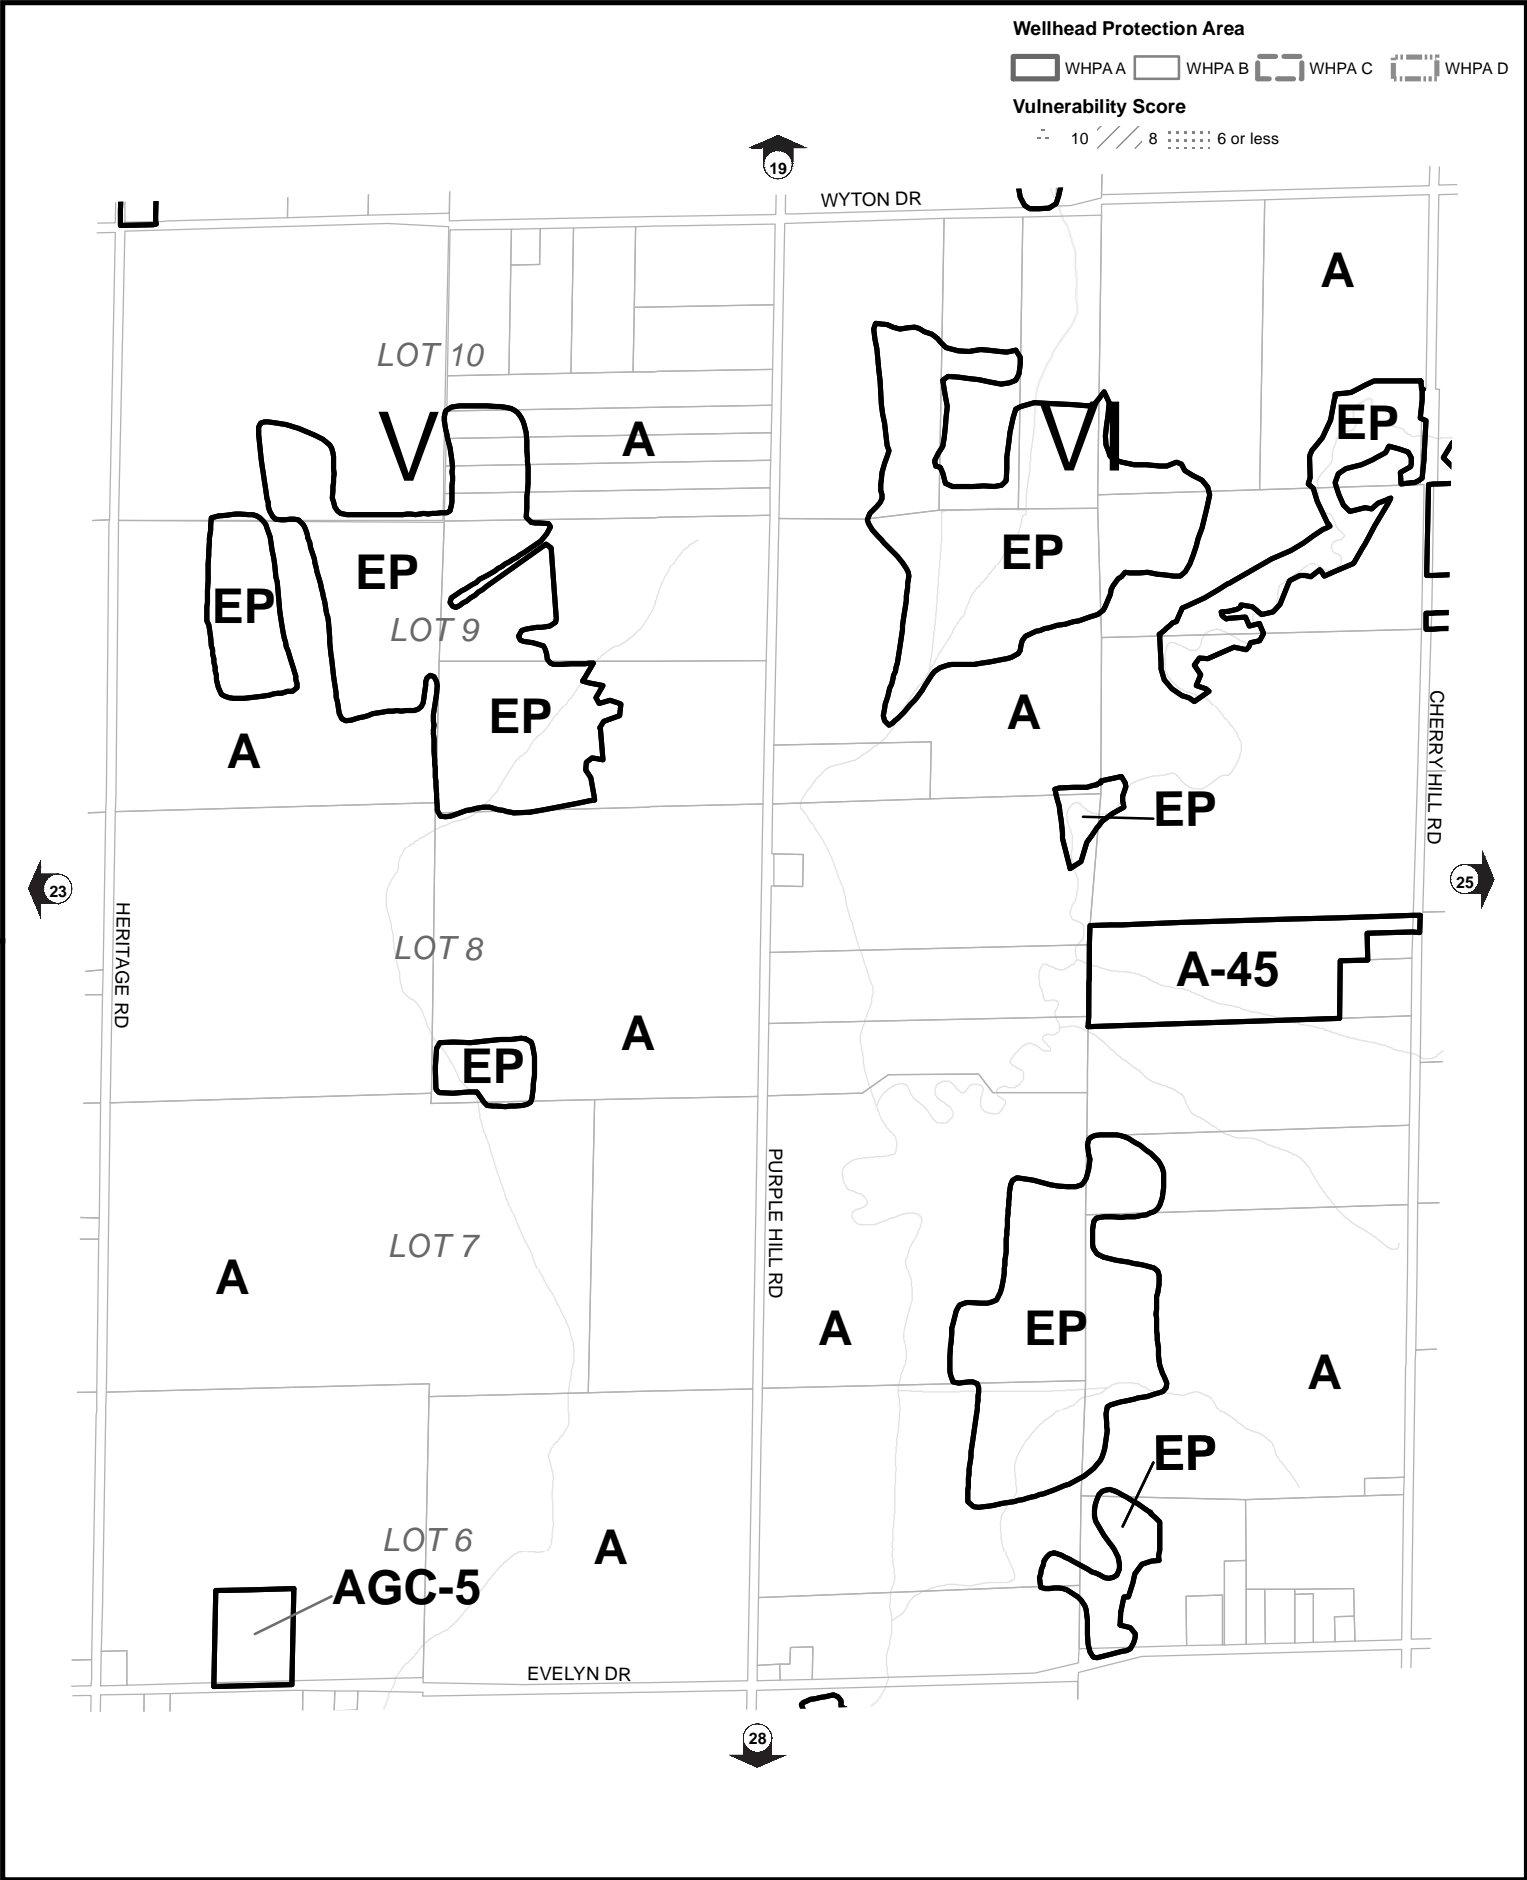 Wellhead Protection Area
WHPA A WHPA B WHPA C WHPA D
Vulnerability Score
10 8 6 or less
19
WYTON DR
A
LOT 10
V
A
VI
EP
EP
EP
EP
LOT 9
EP
A
A
CHERRY HILL RD
EP
23
25
HERITAGE RD
LOT 8
A-45
A
EP
PURPLE HILL RD
LOT 7
A
A
EP
A
EP
LOT 6
A
AGC-5
EVELYN DR
28